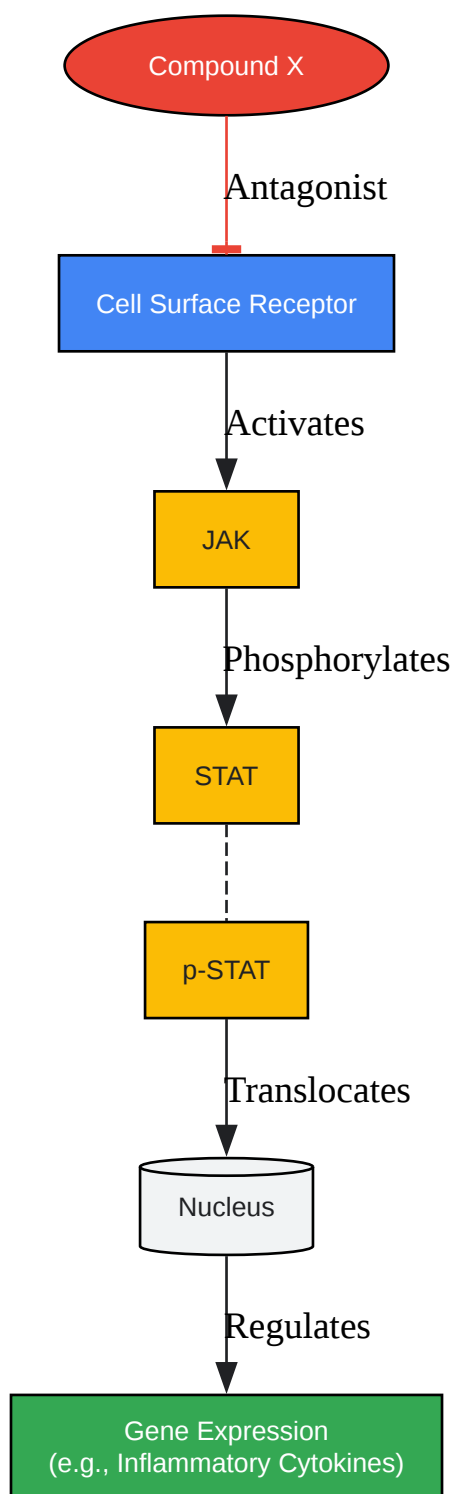 Compound X
Antagonist
Cell Surface Receptor
Activates
JAK
Phosphorylates
STAT
p-STAT
Translocates
Nucleus
Regulates
Gene Expression
(e.g., Inflammatory Cytokines)